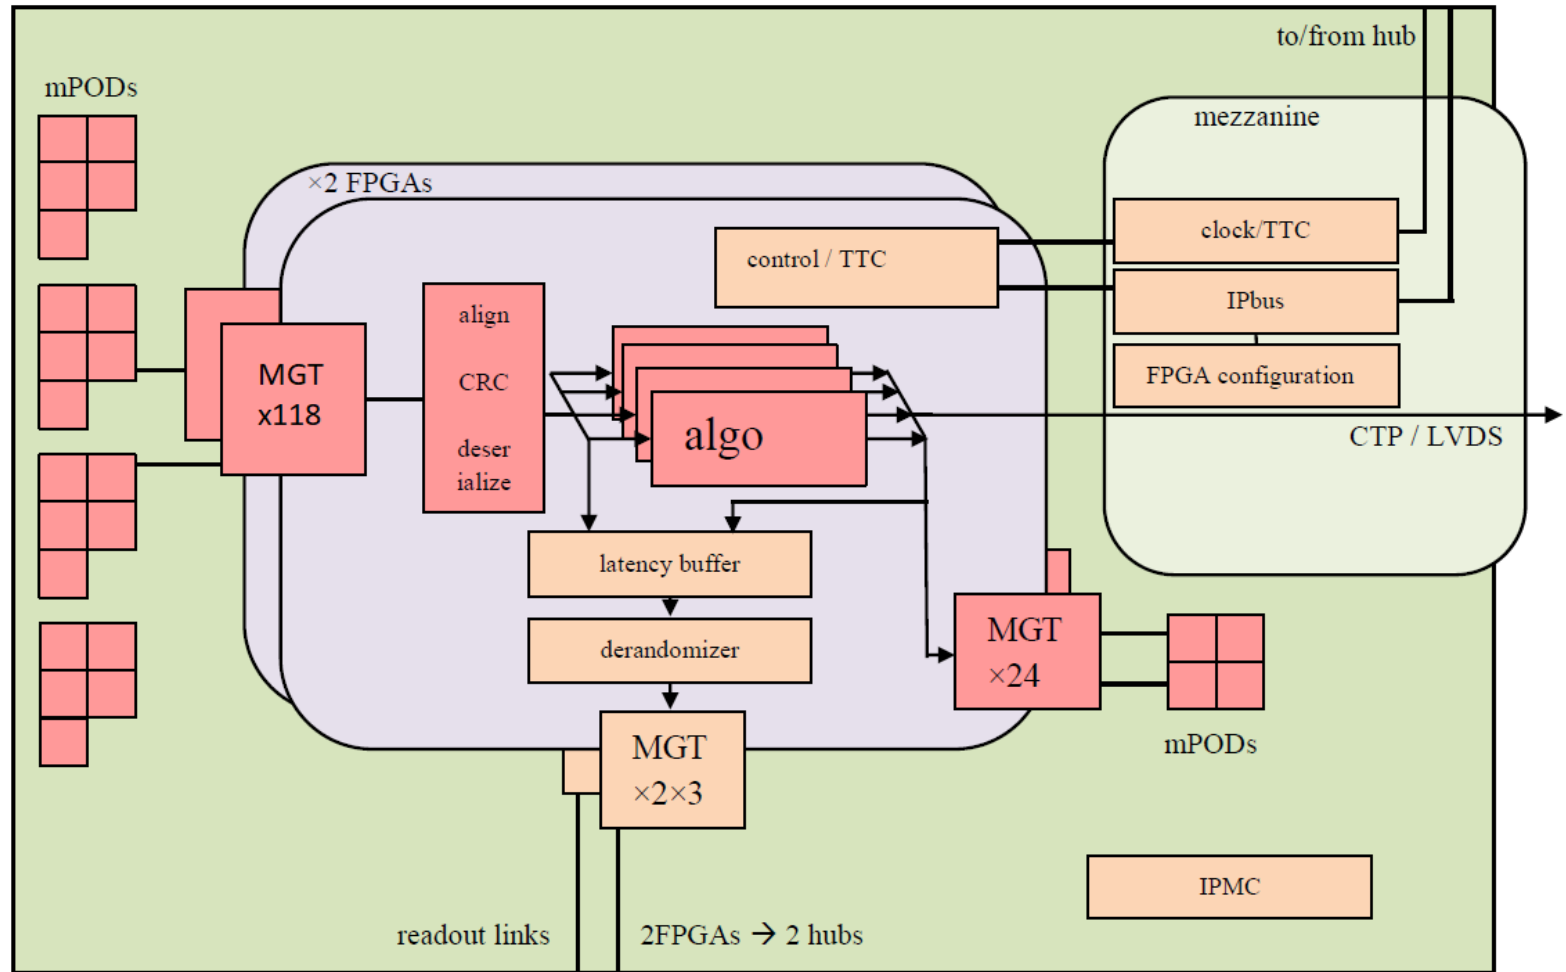 to/from hub
mPODs
mezzanine
×2 FPGAs
clock/TTC
control / TTC
IPbus
align
FPGA configuration
MGT
x118
CRC
algo
CTP / LVDS
deser
ialize
latency buffer
MGT
×24
derandomizer
mPODs
MGT
×2×3
IPMC
readout links
2FPGAs → 2 hubs